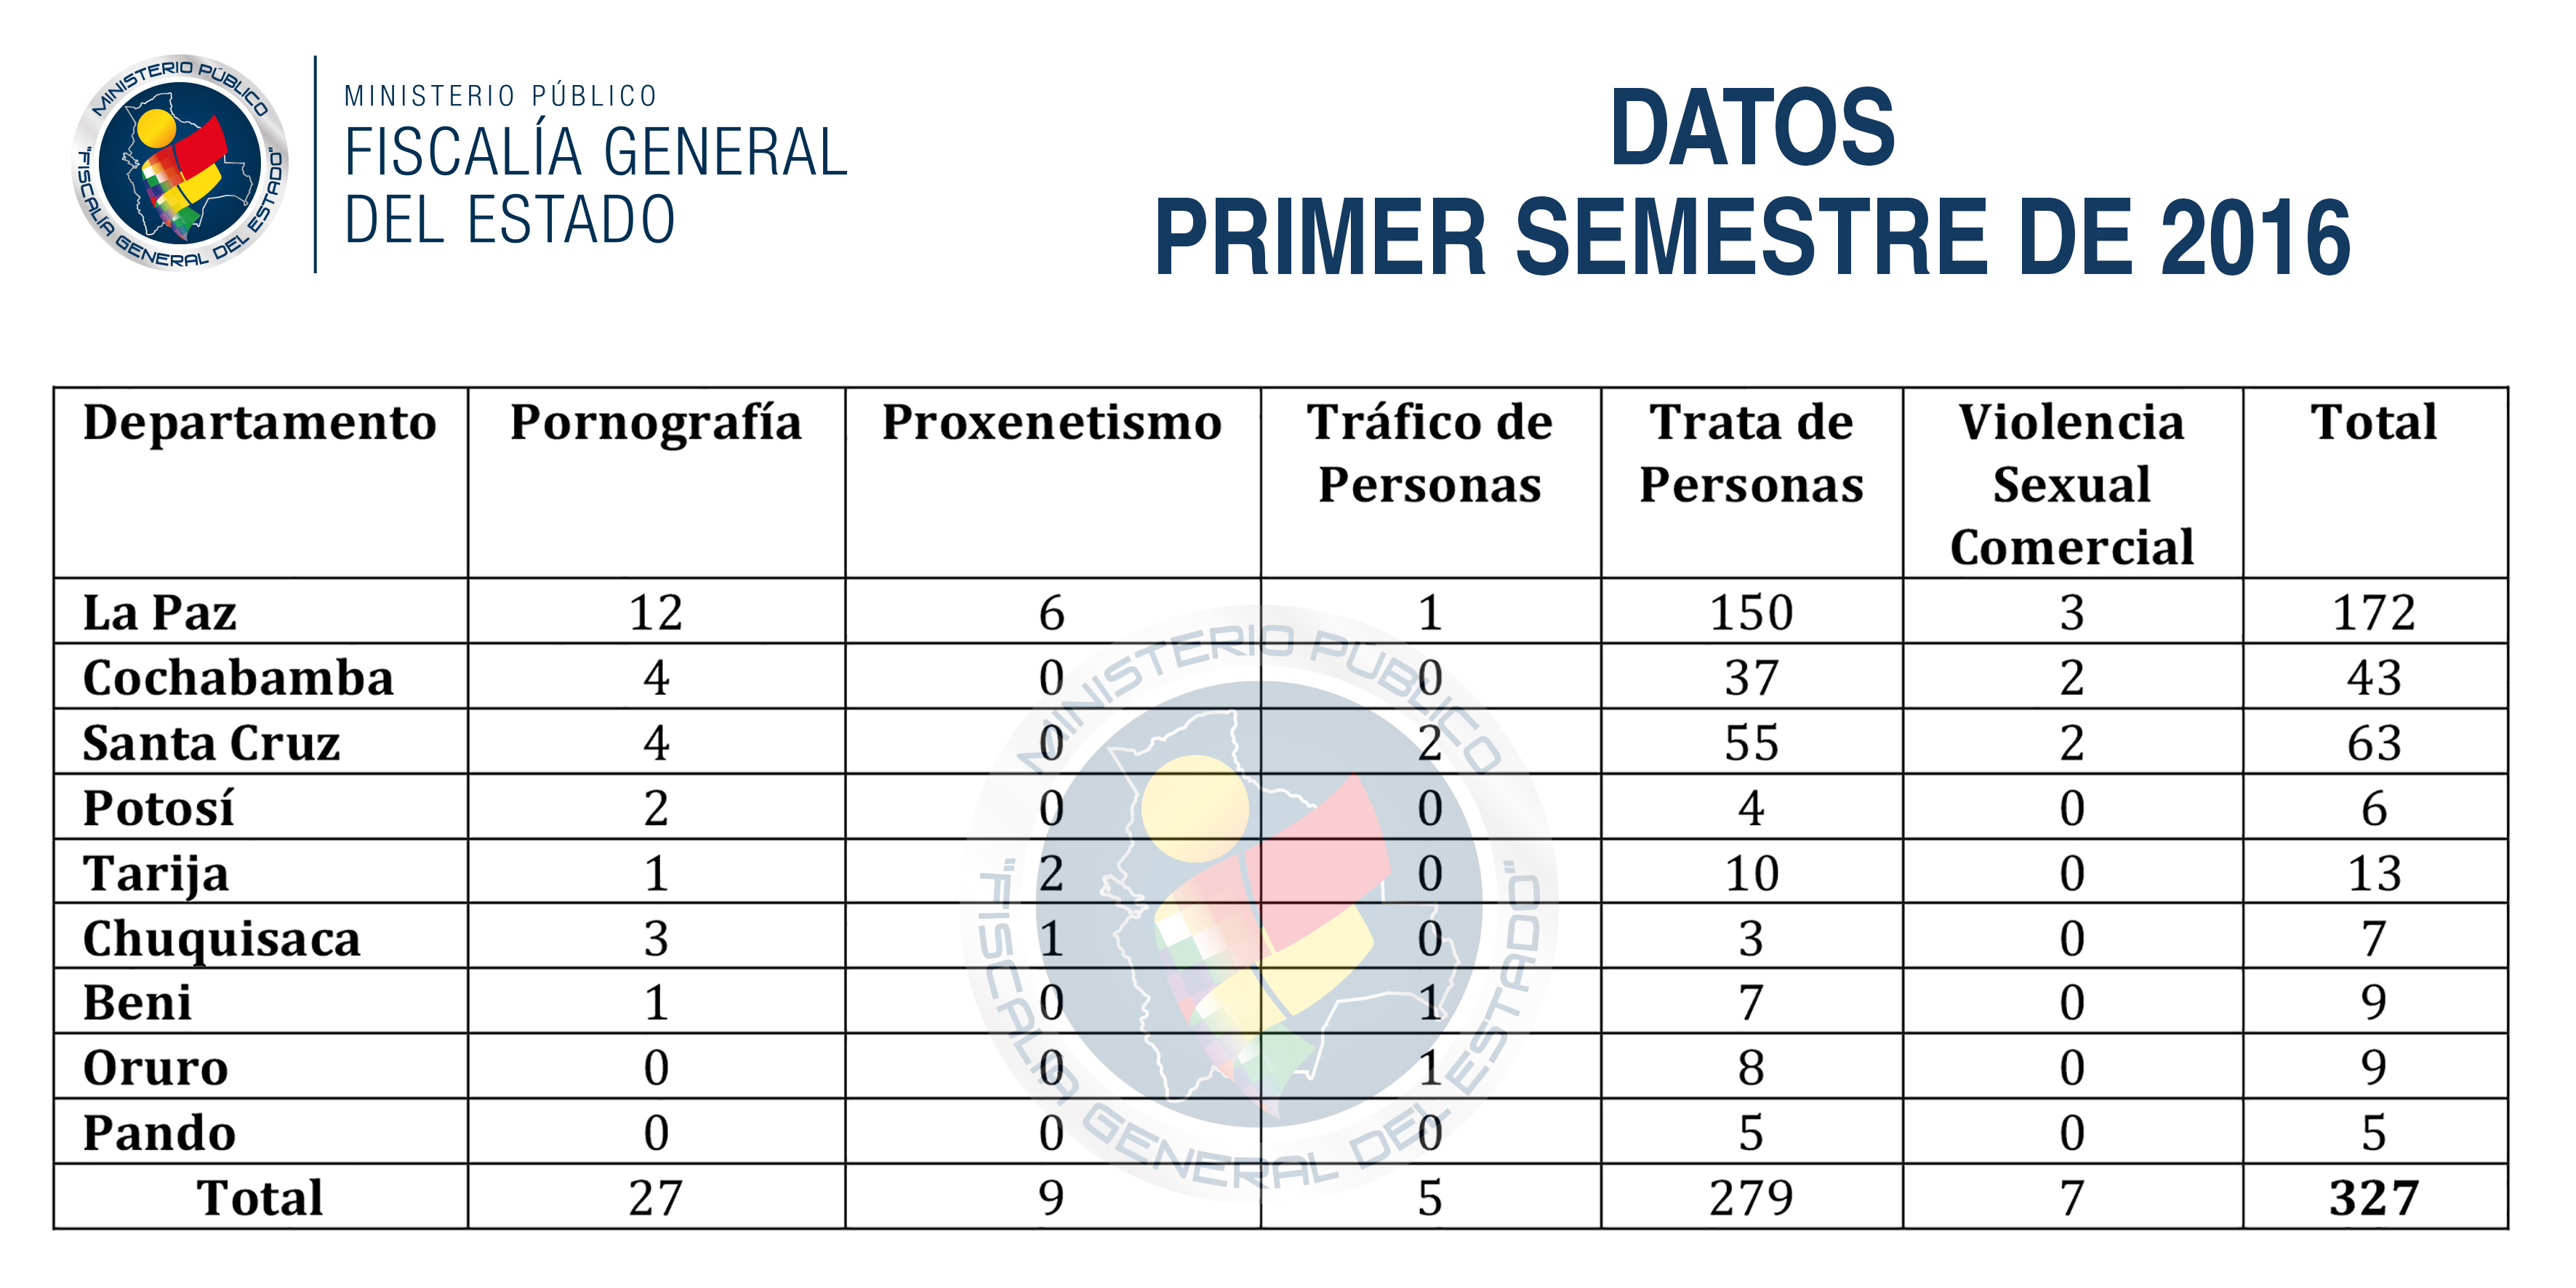 MINISTERIO PÚBLICO
"FISCALÍA GENERAL DEL ESTADO"
MINISTERIO PÚBLICO
FISCALÍA GENERAL
DEL ESTADO
DATOS
PRIMER SEMESTRE DE 2016
Departamento Pornografía Proxenetismo Tráfico de Personas Trata de Personas Violencia Sexual Comercial Total
La Paz 12 6 1 150 3 172
Cochabamba 4 0 0 37 2 43
Santa Cruz 4 0 2 55 2 63
Potosí 2 0 0 4 0 6
Tarija 1 2 0 10 0 13
Chuquisaca 3 1 0 3 0 7
Beni 1 0 1 7 0 9
Oruro 0 0 1 8 0 9
Pando 0 0 0 5 0 5
Total 27 9 5 279 7 327
MINISTERIO PÚBLICO
"FISCALÍA GENERAL DEL ESTADO"